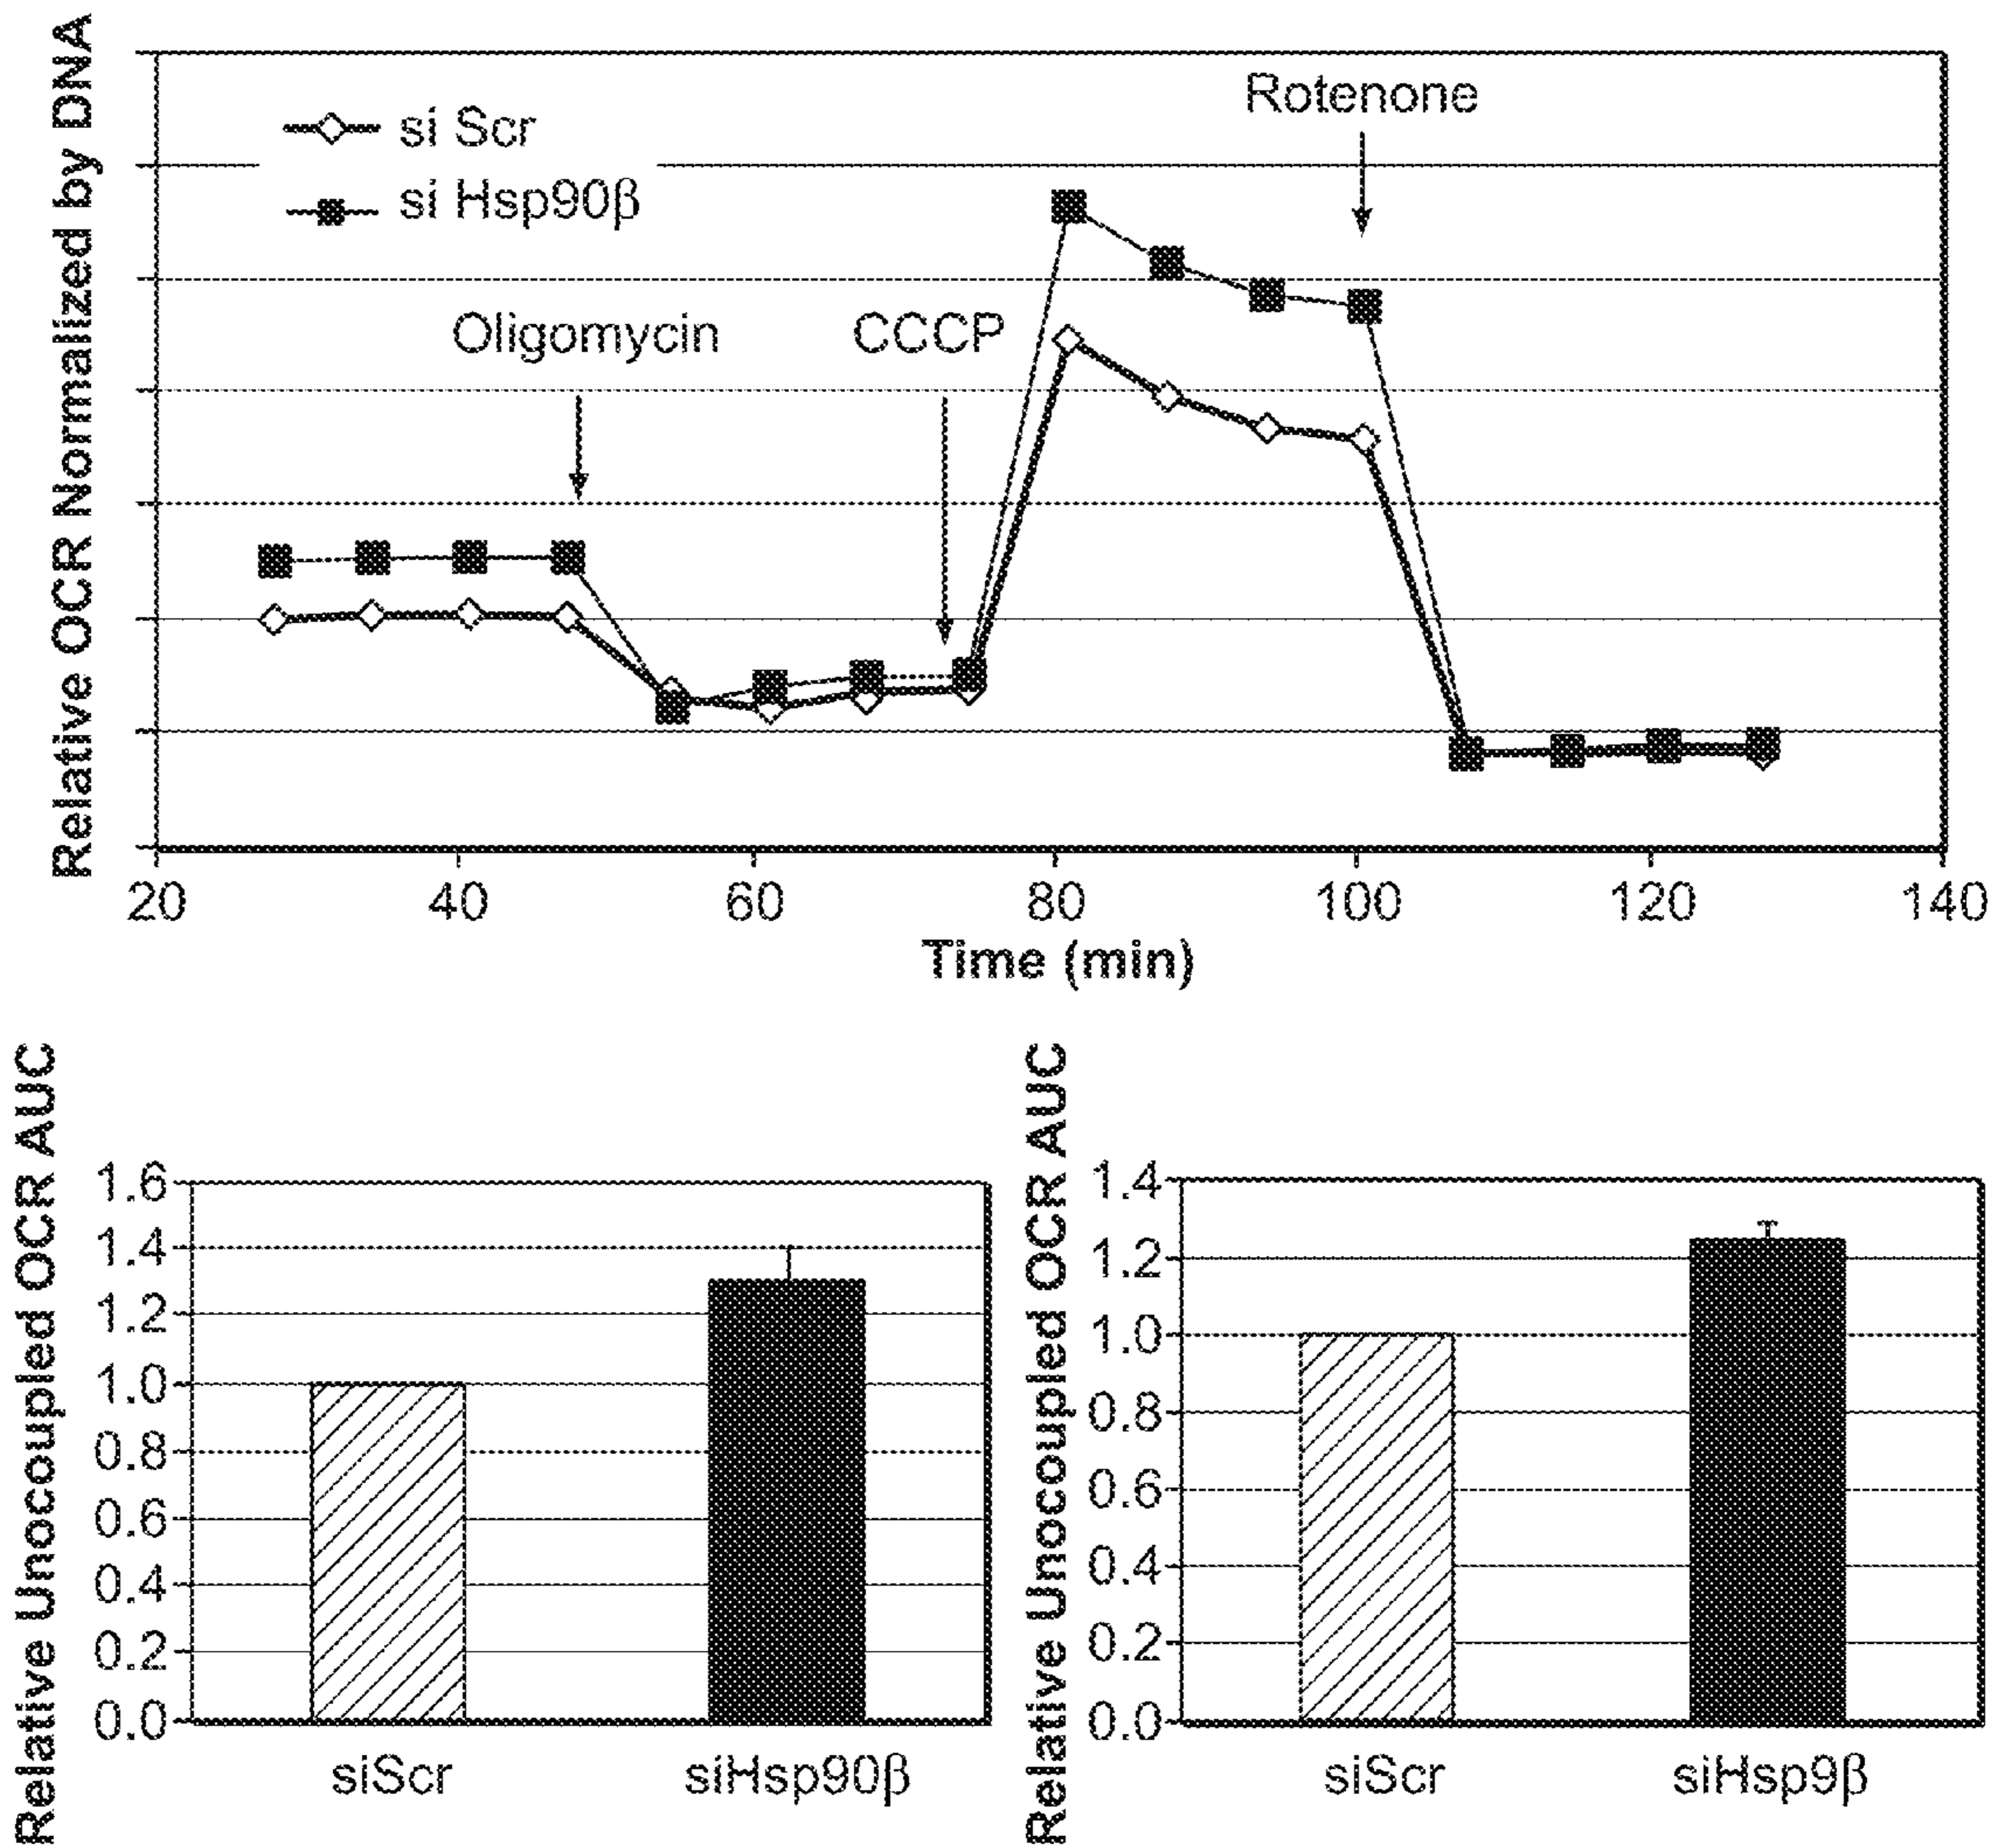 Relative OCR Normalized by DNA
si Scr
si Hsp90β
Oligomycin
CCCP
Rotenone
20 40 60 80 100 120 140
Time (min)
Relative Unocoupled OCR AUC
1.6
1.4
1.2
1.0
0.8
0.6
0.4
0.2
0.0
siScr siHsp90β
Relative Unocoupled OCR AUC
1.4
1.2
1.0
0.8
0.6
0.4
0.2
0.0
siScr siHsp9β